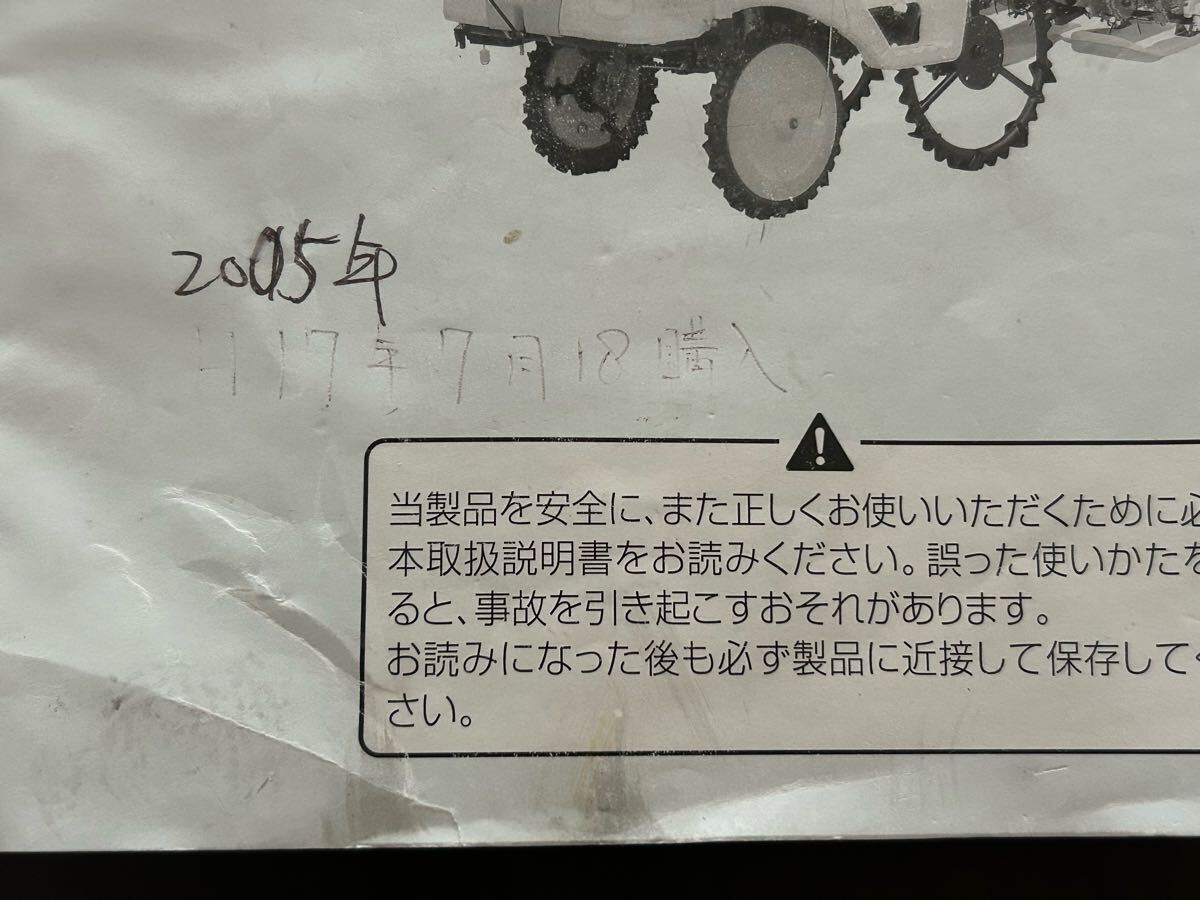 2005年
H17年7月18購入
当製品を安全に、また正しくお使いいただくために必
本取扱説明書をお読みください。誤った使いかたを
ると、事故を引き起こすおそれがあります。
お読みになった後も必ず製品に近接して保存してく
さい。